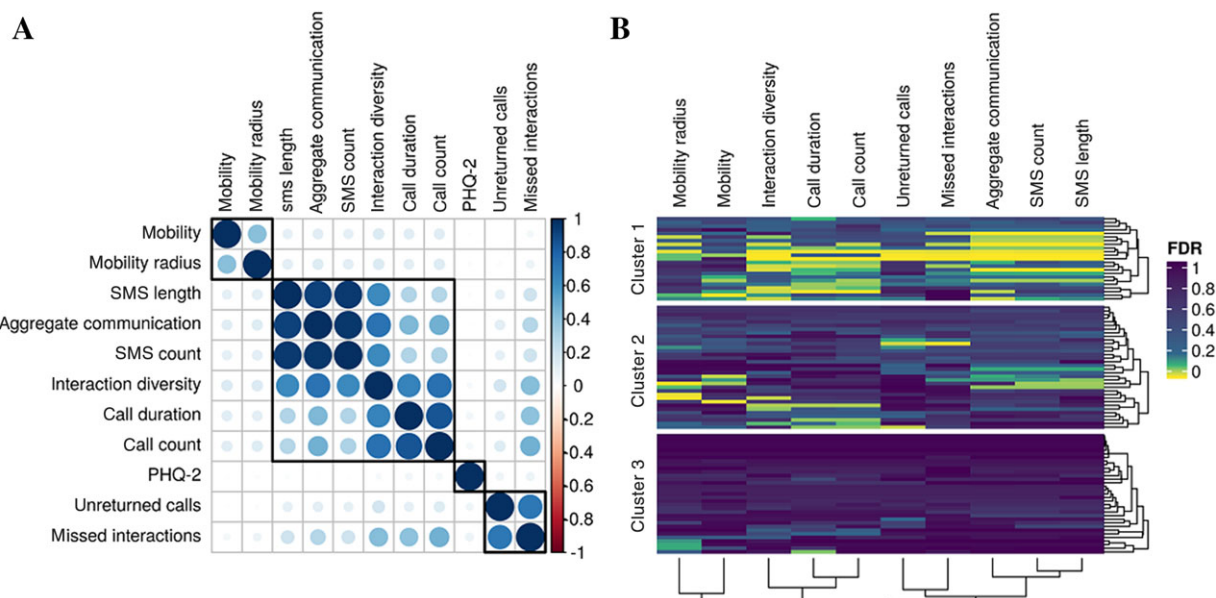 A
B
Mobility
Mobility radius
sms length
Aggregate communication
SMS count
Interaction diversity
Call duration
Call count
PHQ-2
Unreturned calls
Missed interactions
Mobility
Mobility radius
SMS length
Aggregate communication
SMS count
Interaction diversity
Call duration
Call count
PHQ-2
Unreturned calls
Missed interactions
1
0.8
0.6
0.4
0.2
0
-0.2
-0.4
-0.6
-0.8
-1
Mobility radius
Mobility
Interaction diversity
Call duration
Call count
Unreturned calls
Missed interactions
Aggregate communication
SMS count
SMS length
Cluster 1
Cluster 2
Cluster 3
FDR
1
0.8
0.6
0.4
0.2
0